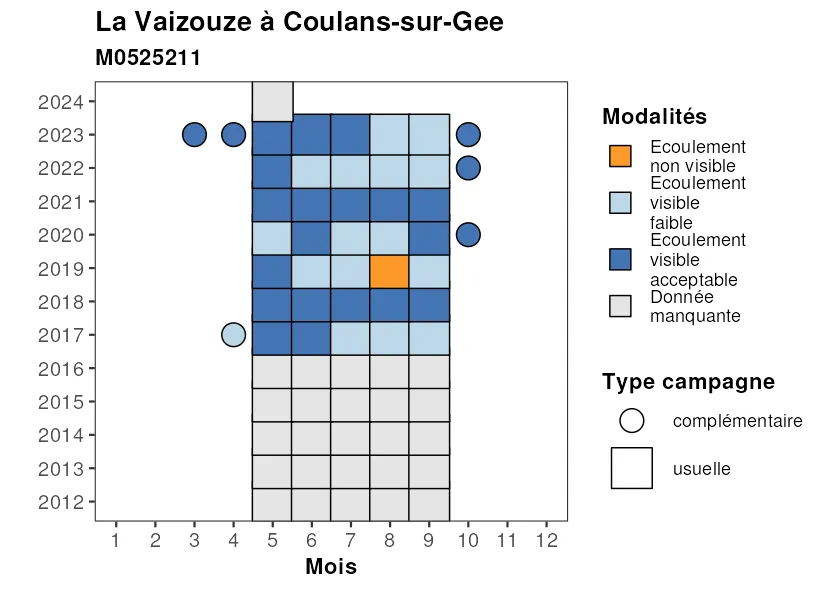 La Vaizouze à Coulans-sur-Gee
M0525211
2024
2023
2022
2021
2020
2019
2018
2017
2016
2015
2014
2013
2012
1 2 3 4 5 6 7 8 9 10 11 12
Mois
Modalités
Ecoulement
non visible
Ecoulement
visible
faible
Ecoulement
visible
acceptable
Donnée
manquante
Type campagne
complémentaire
usuelle